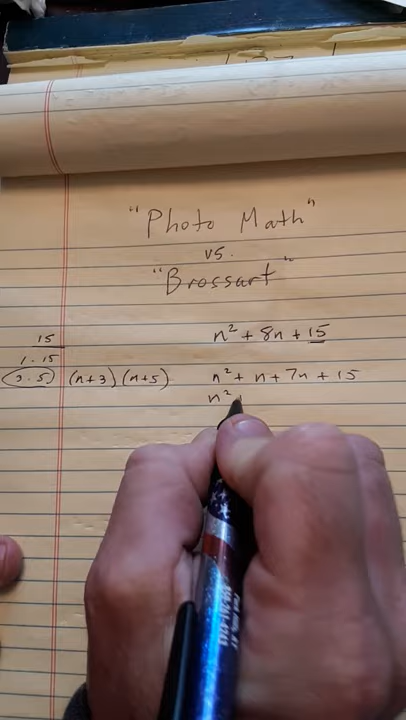 "Photo Math"
vs.
"Brossart"
n² + 8n + 15
15
1·15
3·5 (n+3)(n+5)
n² + n + 7n + 15
n²